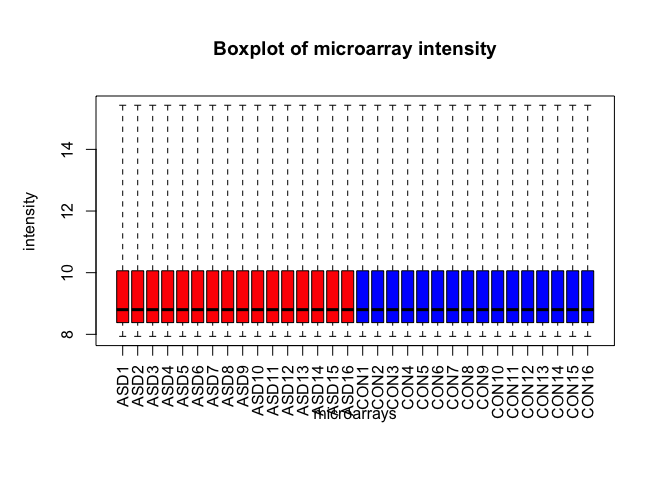 Boxplot of microarray intensity
intensity
14
12
10
8
ASD1
ASD2
ASD3
ASD4
ASD5
ASD6
ASD7
ASD8
ASD9
ASD10
ASD11
ASD12
ASD13
ASD14
ASD15
ASD16
CON1
CON2
CON3
CON4
CON5
CON6
CON7
CON8
CON9
CON10
CON11
CON12
CON13
CON14
CON15
CON16
microarrays